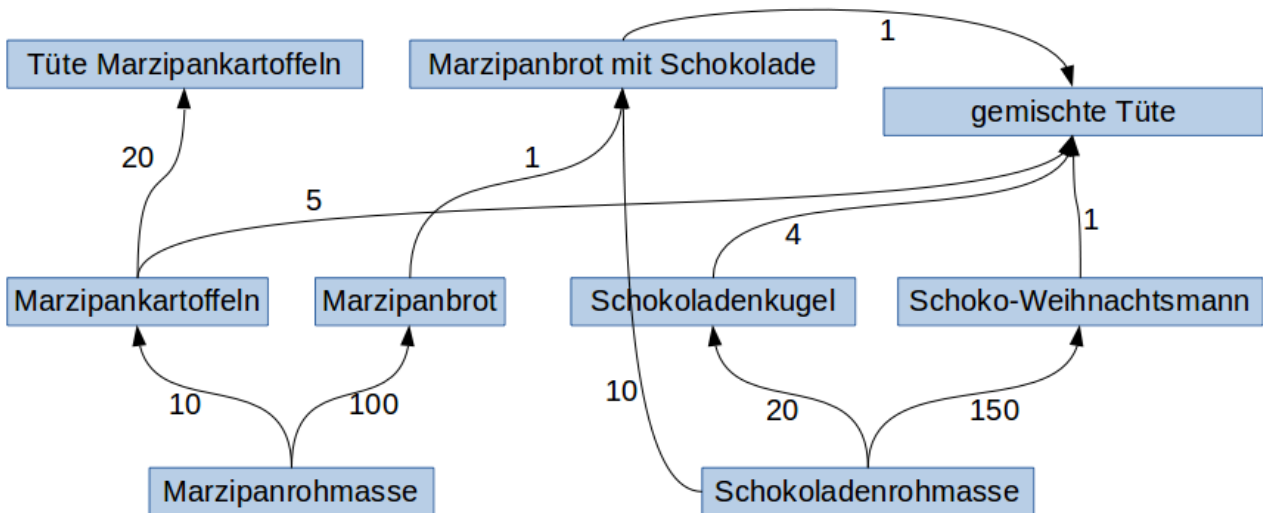 1
Tüte Marzipankartoffeln
Marzipanbrot mit Schokolade
gemischte Tüte
20
1
5
4
1
Marzipankartoffeln
Marzipanbrot
Schokoladenkugel
Schoko-Weihnachtsmann
10
100
10
20
150
Marzipanrohmasse
Schokoladenrohmasse